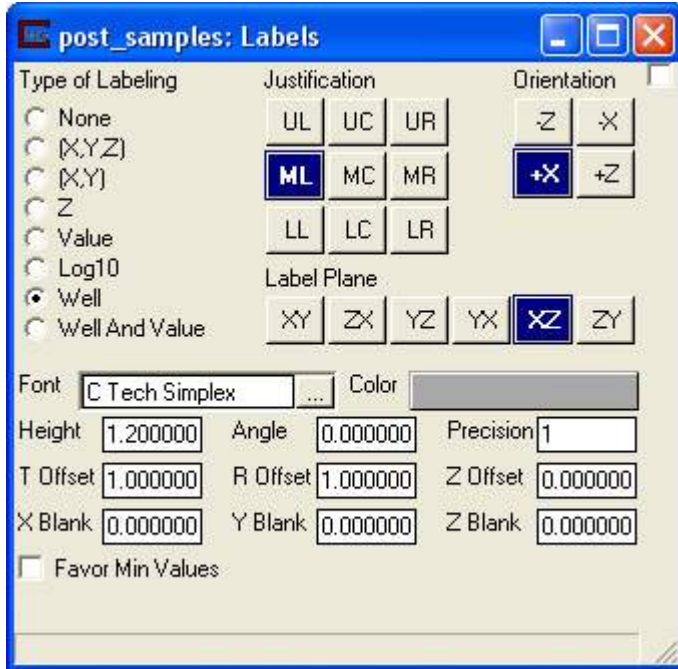 post_samples: Labels
Type of Labeling
None
(X,Y,Z)
(X,Y)
Z
Value
Log10
Well
Well And Value
Justification
UL UC UR
ML MC MR
LL LC LR
Orientation
-Z -X
+X +Z
Label Plane
XY ZX YZ YX XZ ZY
Font C Tech Simplex ... Color
Height 1.200000 Angle 0.000000 Precision 1
T Offset 1.000000 R Offset 1.000000 Z Offset 0.000000
X Blank 0.000000 Y Blank 0.000000 Z Blank 0.000000
Favor Min Values